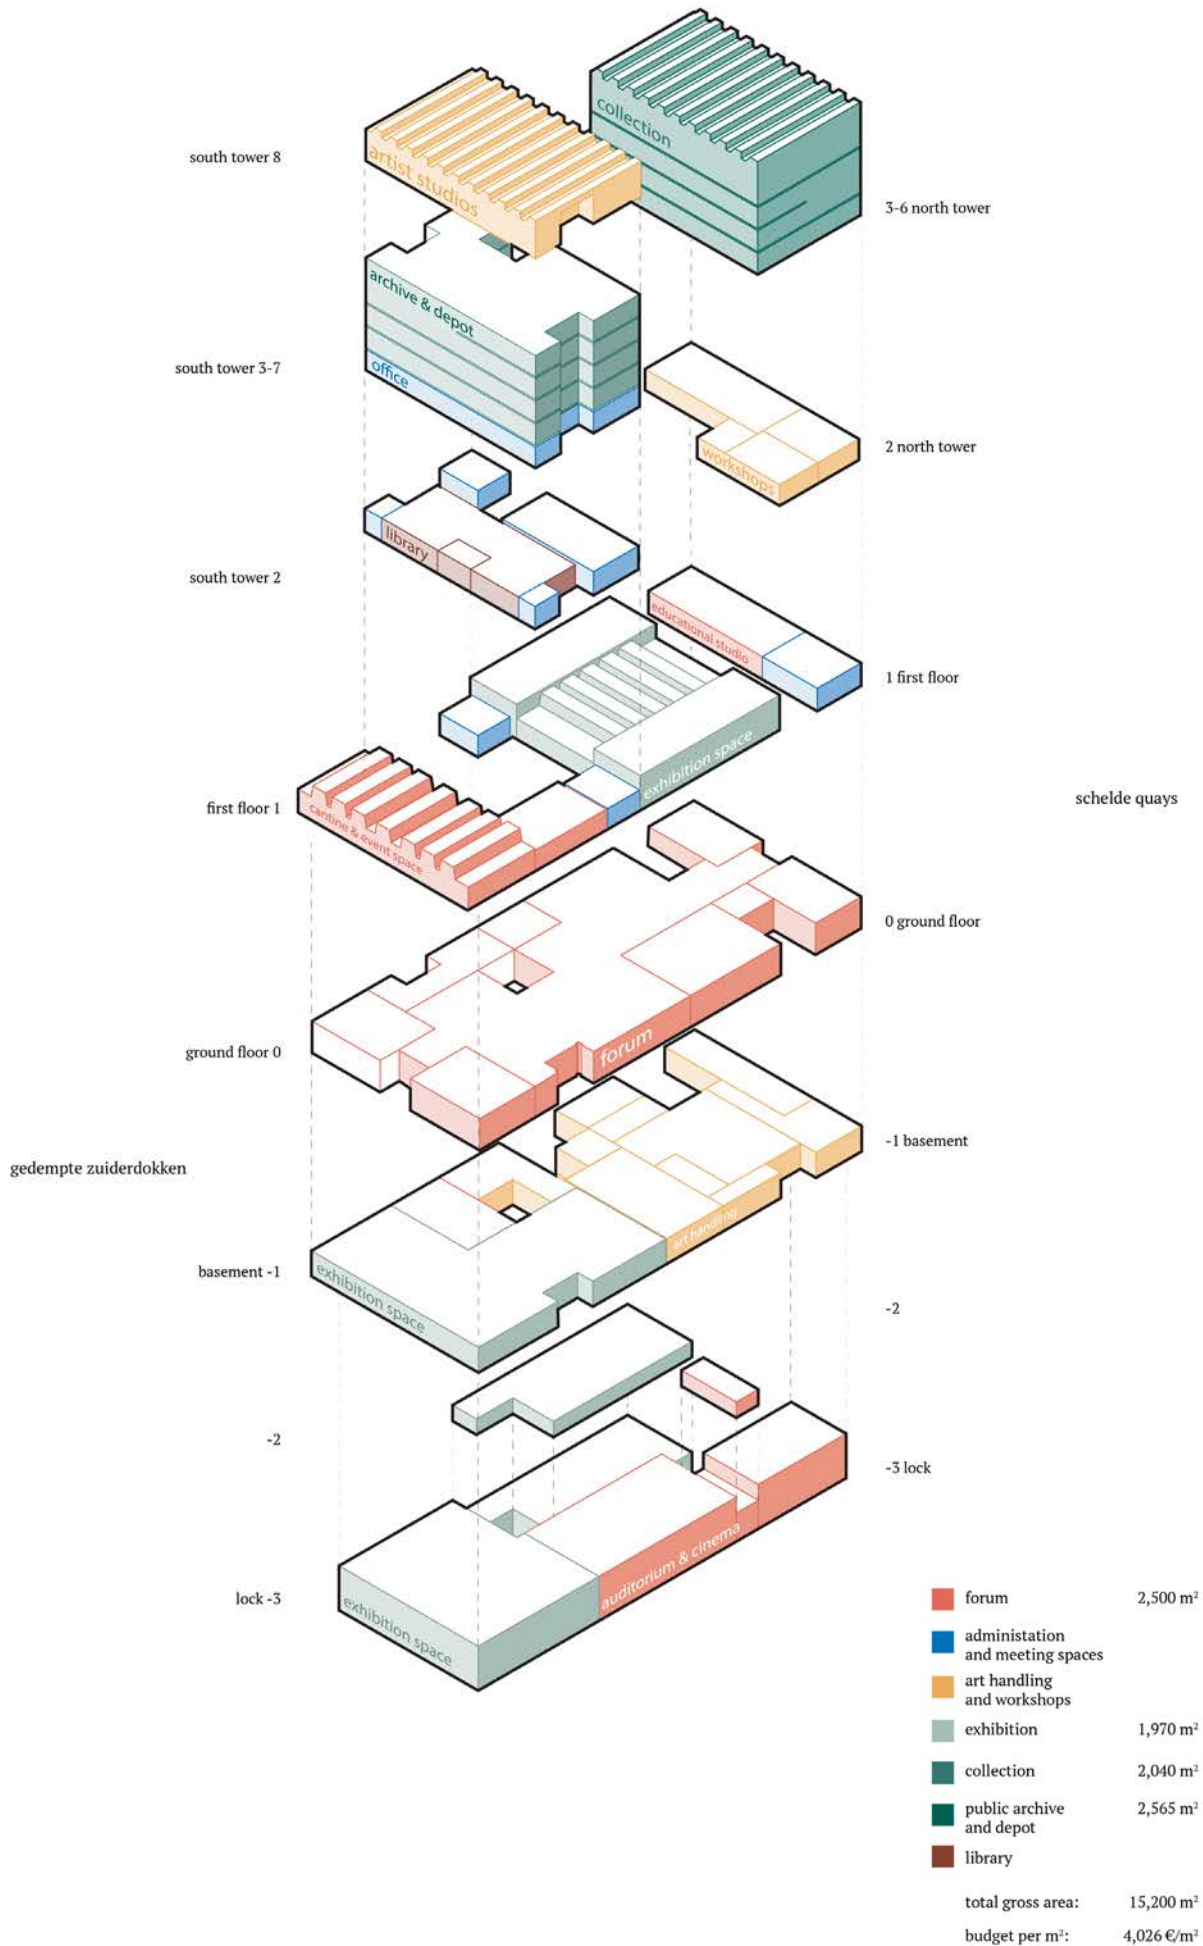 collection
artist studios
south tower 8
3-6 north tower
archive & depot
south tower 3-7
office
2 north tower
workshops
library
south tower 2
educational studio
1 first floor
exhibition space
schelde quays
first floor 1
cantine & event space
0 ground floor
forum
ground floor 0
-1 basement
gedempte zuiderdokken
art handling
basement -1
exhibition space
-2
-2
-3 lock
auditorium & cinema
lock -3
exhibition space
forum 2,500 m²
administation
and meeting spaces
art handling
and workshops
exhibition 1,970 m²
collection 2,040 m²
public archive 2,565 m²
and depot
library
total gross area: 15,200 m²
budget per m²: 4,026 €/m²